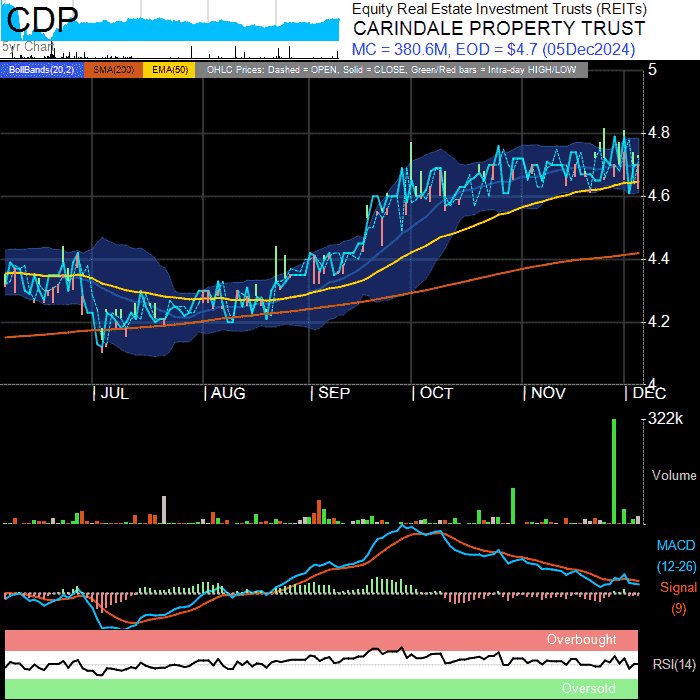 CDP
Equity Real Estate Investment Trusts (REITs)
CARINDALE PROPERTY TRUST
MC = 380.6M, EOD = $4.7 (05Dec2024)
5yr Chart
BollBands(20,2) SMA(200) EMA(50) OHLC Prices: Dashed = OPEN, Solid = CLOSE, Green/Red bars = Intra-day HIGH/LOW
5
4.8
4.6
4.4
4.2
4
JUL AUG SEP OCT NOV DEC
322k
Volume
MACD
(12-26)
Signal
(9)
Overbought
RSI(14)
Oversold